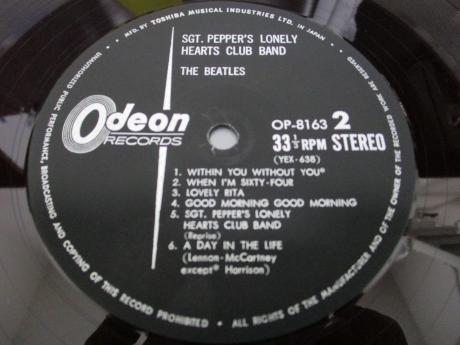 • MFD. BY TOSHIBA MUSICAL INDUSTRIES LTD. IN JAPAN. •
SGT. PEPPER'S LONELY
HEARTS CLUB BAND
THE BEATLES
Odeon
RECORDS
OP-8163 2
33⅓ RPM STEREO
(YEX-638)
1. WITHIN YOU WITHOUT YOU*
2. WHEN I'M SIXTY-FOUR
3. LOVELY RITA
4. GOOD MORNING GOOD MORNING
5. SGT. PEPPER'S LONELY
HEARTS CLUB BAND
(Reprise)
6. A DAY IN THE LIFE
(Lennon-McCartney
except* Harrison)
ALL RIGHTS OF THE MANUFACTURER AND OF THE OWNER OF THE RECORDED WORK ARE RESERVED. •
UNAUTHORIZED PUBLIC PERFORMANCE, BROADCASTING AND COPYING OF THIS RECORD PROHIBITED •